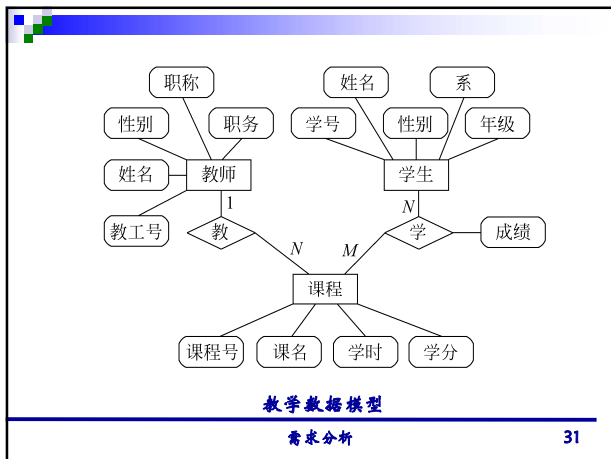 职称
姓名
系
性别
职务
学号
性别
年级
姓名
教师
学生
教工号
1
N
教
学
成绩
N
M
课程
课程号
课名
学时
学分
教学数据模型
需求分析
31